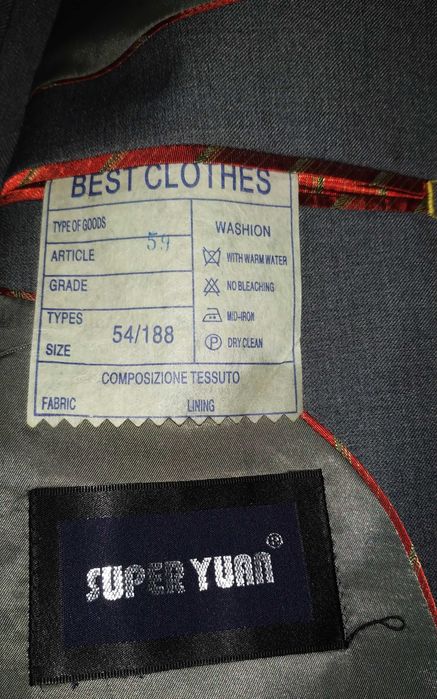 BEST CLOTHES
TYPE OF GOODS
ARTICLE 59
GRADE
TYPES
SIZE 54/188
WASHION
WITH WARM WATER
NO BLEACHING
MID-IRON
P DRY CLEAN
COMPOSIZIONE TESSUTO
FABRIC LINING
SUPER YUAN ®